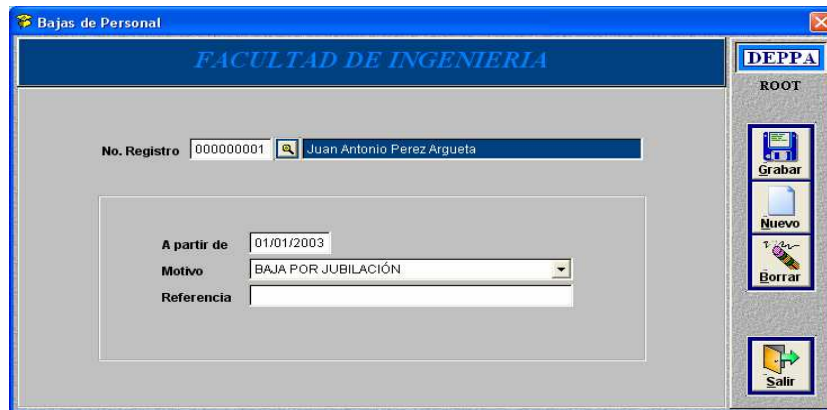 Bajas de Personal
FACULTAD DE INGENIERIA
DEPPA
ROOT
No. Registro 000000001 Juan Antonio Perez Argueta
A partir de 01/01/2003
Motivo BAJA POR JUBILACIÓN
Referencia
Grabar
Nuevo
Borrar
Salir